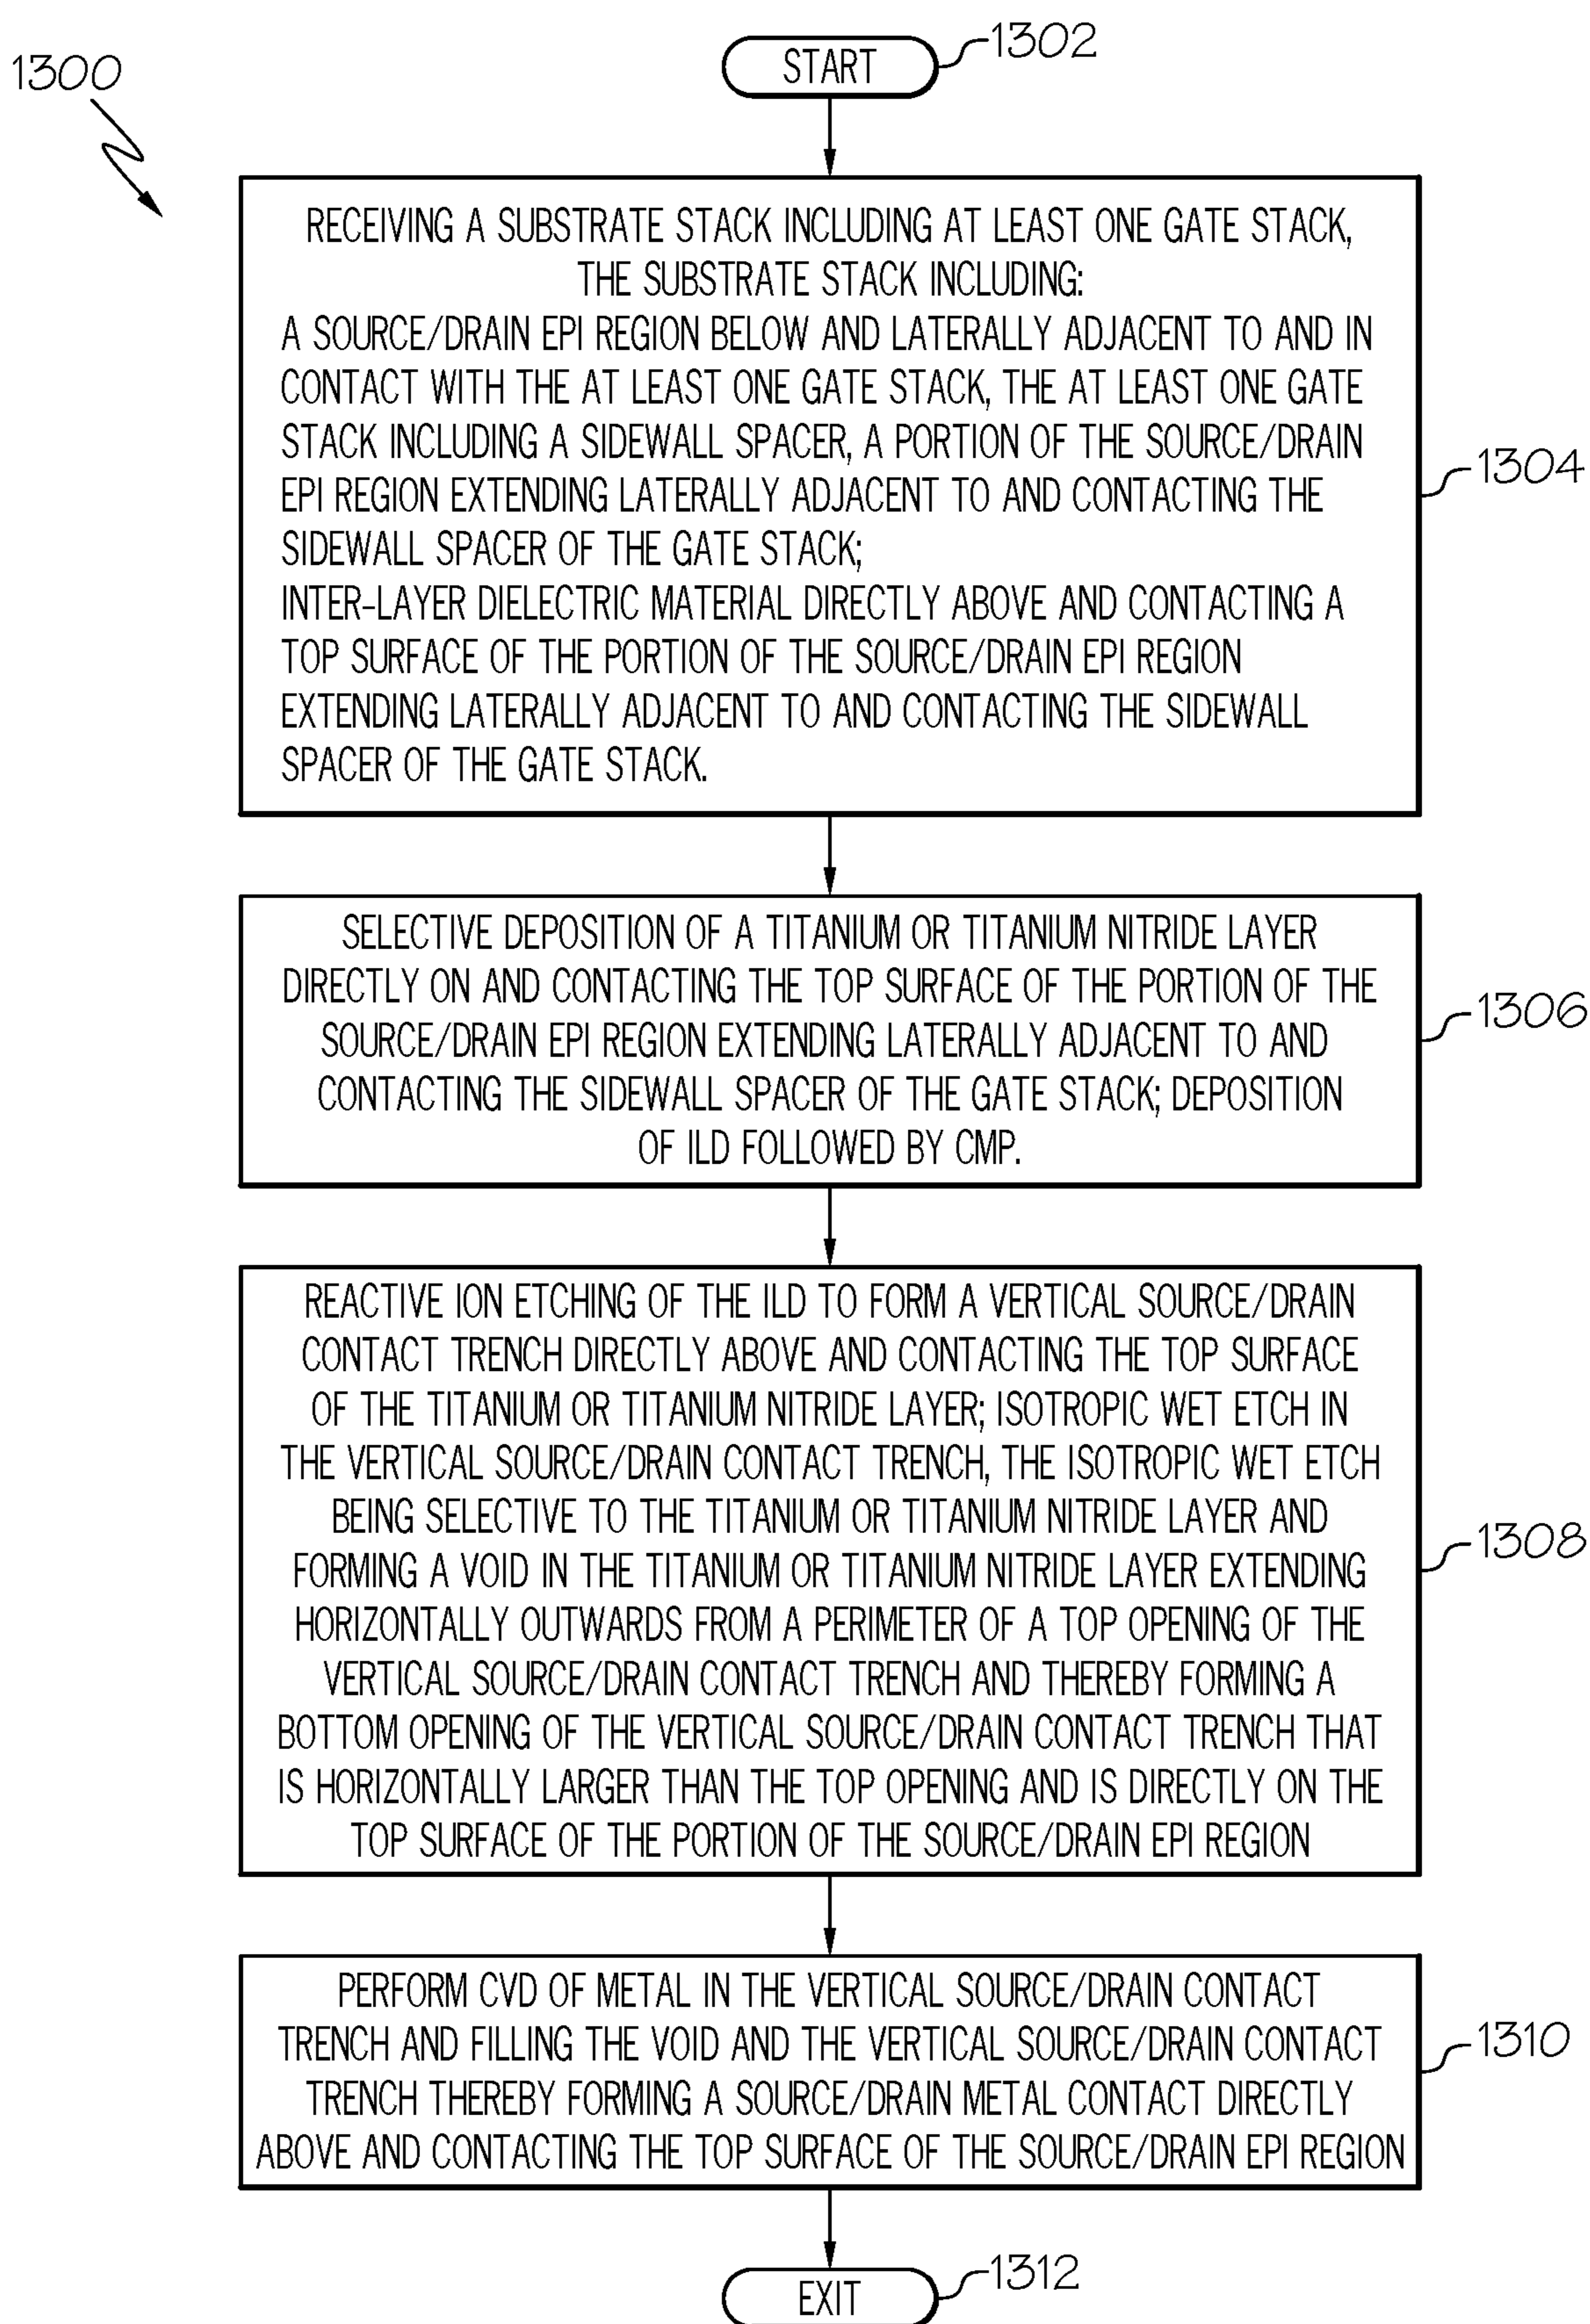 1300
START
1302
RECEIVING A SUBSTRATE STACK INCLUDING AT LEAST ONE GATE STACK,
THE SUBSTRATE STACK INCLUDING:
A SOURCE/DRAIN EPI REGION BELOW AND LATERALLY ADJACENT TO AND IN
CONTACT WITH THE AT LEAST ONE GATE STACK, THE AT LEAST ONE GATE
STACK INCLUDING A SIDEWALL SPACER, A PORTION OF THE SOURCE/DRAIN
EPI REGION EXTENDING LATERALLY ADJACENT TO AND CONTACTING THE
SIDEWALL SPACER OF THE GATE STACK;
INTER-LAYER DIELECTRIC MATERIAL DIRECTLY ABOVE AND CONTACTING A
TOP SURFACE OF THE PORTION OF THE SOURCE/DRAIN EPI REGION
EXTENDING LATERALLY ADJACENT TO AND CONTACTING THE SIDEWALL
SPACER OF THE GATE STACK.
1304
SELECTIVE DEPOSITION OF A TITANIUM OR TITANIUM NITRIDE LAYER
DIRECTLY ON AND CONTACTING THE TOP SURFACE OF THE PORTION OF THE
SOURCE/DRAIN EPI REGION EXTENDING LATERALLY ADJACENT TO AND
CONTACTING THE SIDEWALL SPACER OF THE GATE STACK; DEPOSITION
OF ILD FOLLOWED BY CMP.
1306
REACTIVE ION ETCHING OF THE ILD TO FORM A VERTICAL SOURCE/DRAIN
CONTACT TRENCH DIRECTLY ABOVE AND CONTACTING THE TOP SURFACE
OF THE TITANIUM OR TITANIUM NITRIDE LAYER; ISOTROPIC WET ETCH IN
THE VERTICAL SOURCE/DRAIN CONTACT TRENCH, THE ISOTROPIC WET ETCH
BEING SELECTIVE TO THE TITANIUM OR TITANIUM NITRIDE LAYER AND
FORMING A VOID IN THE TITANIUM OR TITANIUM NITRIDE LAYER EXTENDING
HORIZONTALLY OUTWARDS FROM A PERIMETER OF A TOP OPENING OF THE
VERTICAL SOURCE/DRAIN CONTACT TRENCH AND THEREBY FORMING A
BOTTOM OPENING OF THE VERTICAL SOURCE/DRAIN CONTACT TRENCH THAT
IS HORIZONTALLY LARGER THAN THE TOP OPENING AND IS DIRECTLY ON THE
TOP SURFACE OF THE PORTION OF THE SOURCE/DRAIN EPI REGION
1308
PERFORM CVD OF METAL IN THE VERTICAL SOURCE/DRAIN CONTACT
TRENCH AND FILLING THE VOID AND THE VERTICAL SOURCE/DRAIN CONTACT
TRENCH THEREBY FORMING A SOURCE/DRAIN METAL CONTACT DIRECTLY
ABOVE AND CONTACTING THE TOP SURFACE OF THE SOURCE/DRAIN EPI REGION
1310
EXIT
1312